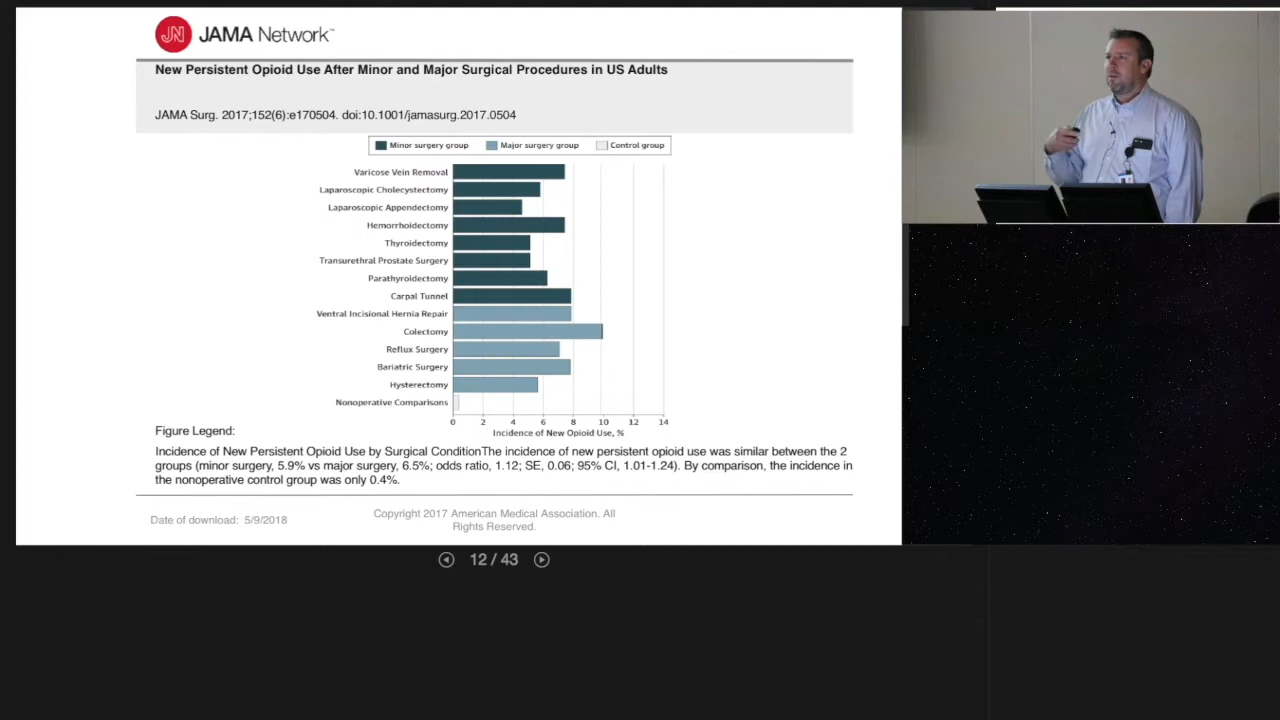 JN JAMA Network™
New Persistent Opioid Use After Minor and Major Surgical Procedures in US Adults
JAMA Surg. 2017;152(6):e170504. doi:10.1001/jamasurg.2017.0504
Minor surgery group Major surgery group Control group
Varicose Vein Removal
Laparoscopic Cholecystectomy
Laparoscopic Appendectomy
Hemorrhoidectomy
Thyroidectomy
Transurethral Prostate Surgery
Parathyroidectomy
Carpal Tunnel
Ventral Incisional Hernia Repair
Colectomy
Reflux Surgery
Bariatric Surgery
Hysterectomy
Nonoperative Comparisons
0 2 4 6 8 10 12 14
Incidence of New Opioid Use, %
Figure Legend:
Incidence of New Persistent Opioid Use by Surgical ConditionThe incidence of new persistent opioid use was similar between the 2
groups (minor surgery, 5.9% vs major surgery, 6.5%; odds ratio, 1.12; SE, 0.06; 95% CI, 1.01-1.24). By comparison, the incidence in
the nonoperative control group was only 0.4%.
Date of download: 5/9/2018
Copyright 2017 American Medical Association. All
Rights Reserved.
12 / 43